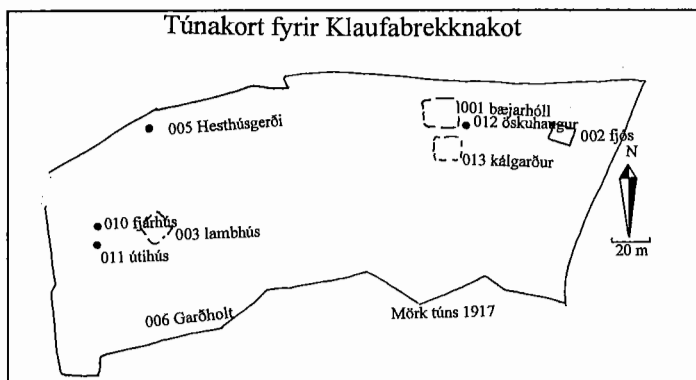 Túnakort fyrir Klaufabrekknakot
001 bæjarhóll
005 Hesthúsgerði
012 öskuhaugur
002 fjós
013 kálgarður
N
010 fjárhús
003 lambhús
011 útihús
20 m
006 Garðholt
Mörk túns 1917